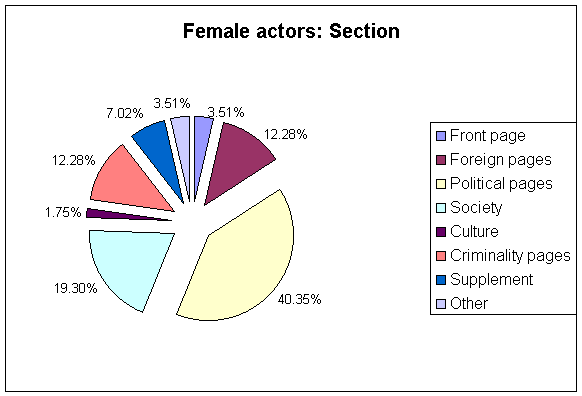 Female actors: Section
3.51%
3.51%
7.02%
12.28%
12.28%
1.75%
19.30%
40.35%
Front page
Foreign pages
Political pages
Society
Culture
Criminality pages
Supplement
Other